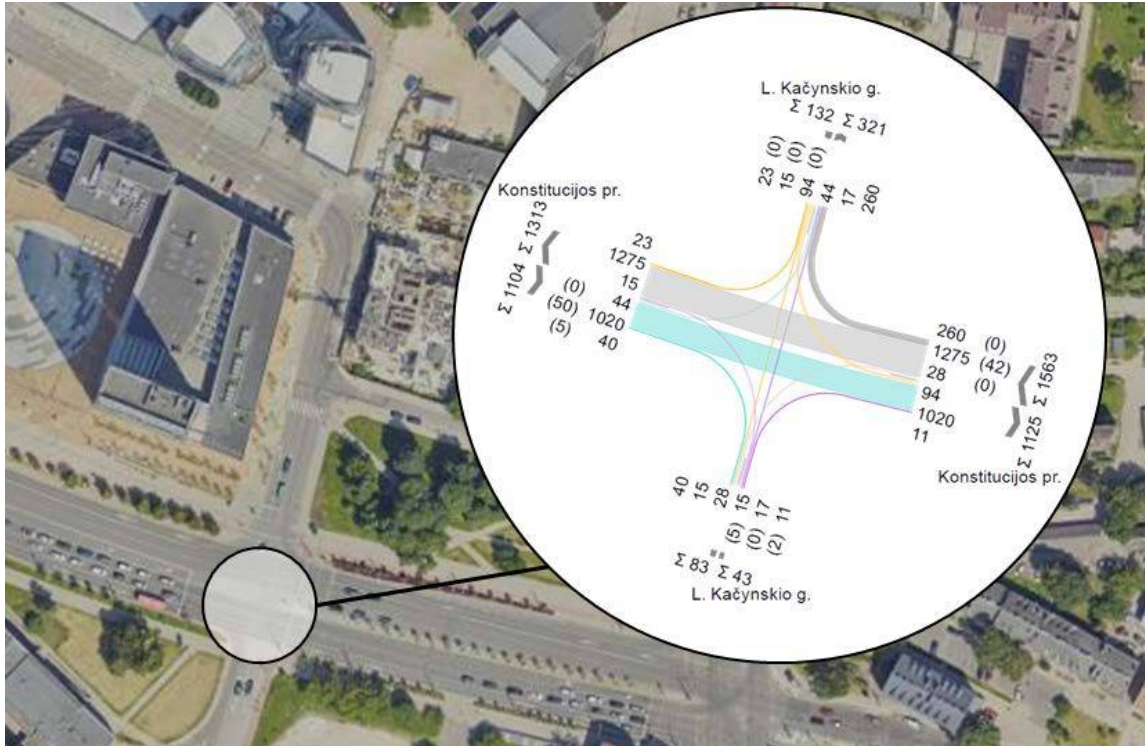 L. Kačynskio g.
Σ 132 Σ 321
(0) (0) (0)
23 15 94 44 17 260
Konstitucijos pr.
Σ 1104 Σ 1313
23
1275
15
(0) 44
(50) 1020
(5) 40
260 (0)
1275 (42)
28 (0)
94
1020
11
Σ 1125 Σ 1563
Konstitucijos pr.
40 15 28 15 17 11
(5) (0) (2)
Σ 83 Σ 43
L. Kačynskio g.